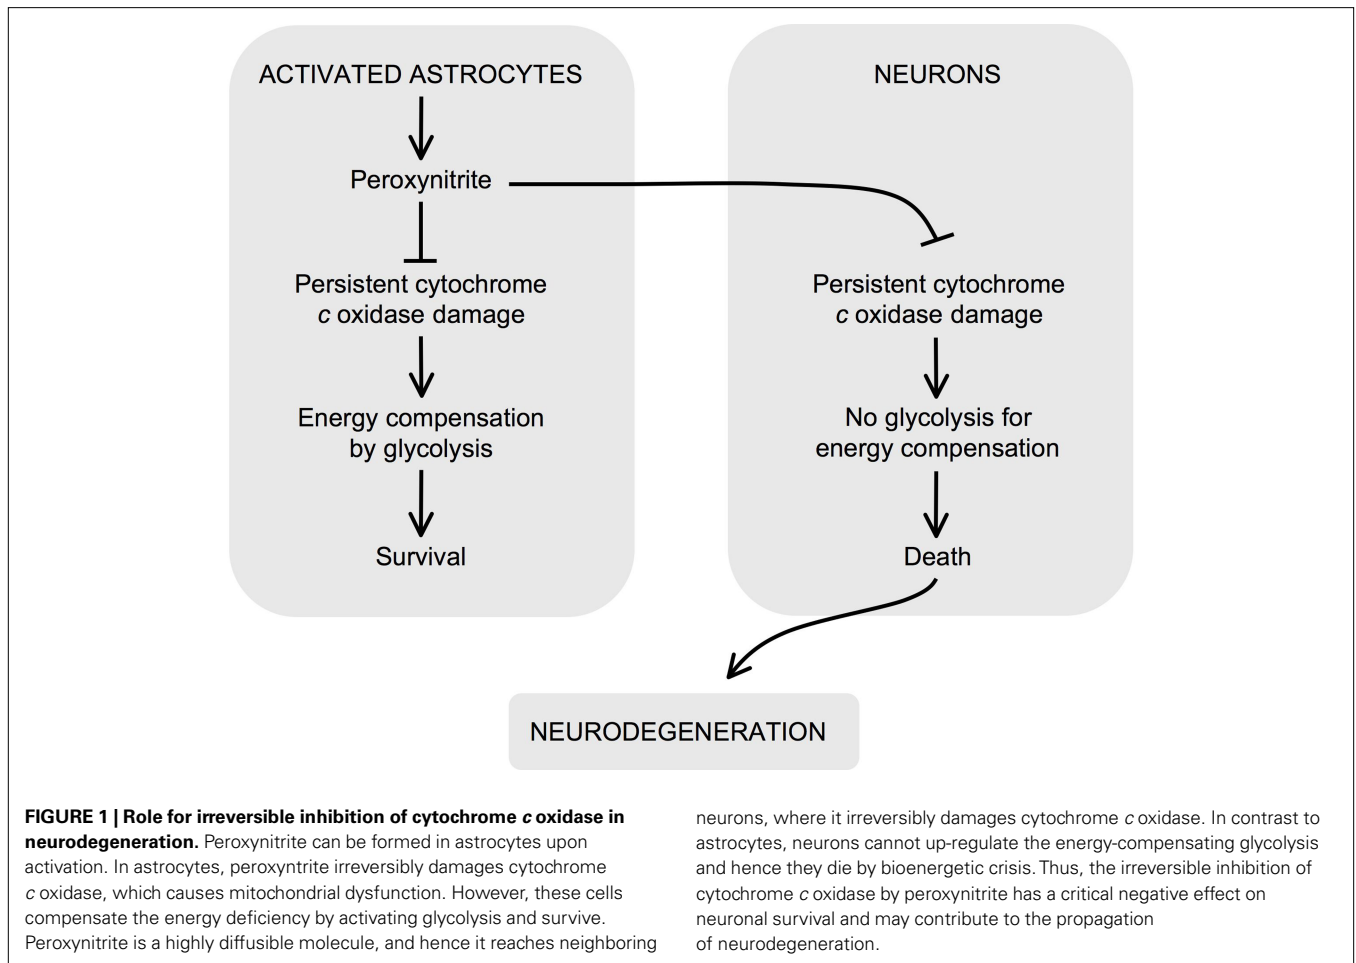 ACTIVATED ASTROCYTES
Peroxynitrite
Persistent cytochrome
c oxidase damage
Energy compensation
by glycolysis
Survival
NEURONS
Persistent cytochrome
c oxidase damage
No glycolysis for
energy compensation
Death
NEURODEGENERATION
FIGURE 1 | Role for irreversible inhibition of cytochrome c oxidase in
neurodegeneration. Peroxynitrite can be formed in astrocytes upon
activation. In astrocytes, peroxyntrite irreversibly damages cytochrome
c oxidase, which causes mitochondrial dysfunction. However, these cells
compensate the energy deficiency by activating glycolysis and survive.
Peroxynitrite is a highly diffusible molecule, and hence it reaches neighboring
neurons, where it irreversibly damages cytochrome c oxidase. In contrast to
astrocytes, neurons cannot up-regulate the energy-compensating glycolysis
and hence they die by bioenergetic crisis. Thus, the irreversible inhibition of
cytochrome c oxidase by peroxynitrite has a critical negative effect on
neuronal survival and may contribute to the propagation
of neurodegeneration.